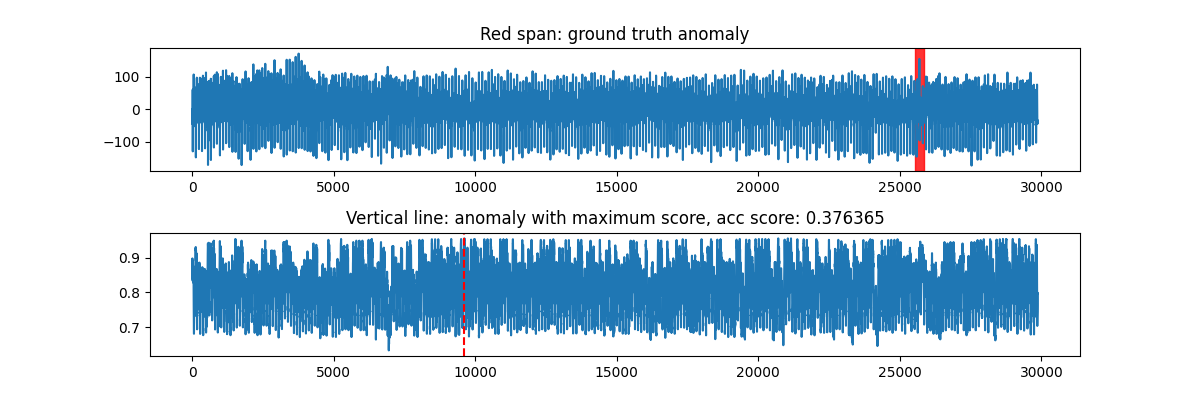 Red span: ground truth anomaly
100
0
−100
0 5000 10000 15000 20000 25000 30000
Vertical line: anomaly with maximum score, acc score: 0.376365
0.9
0.8
0.7
0 5000 10000 15000 20000 25000 30000